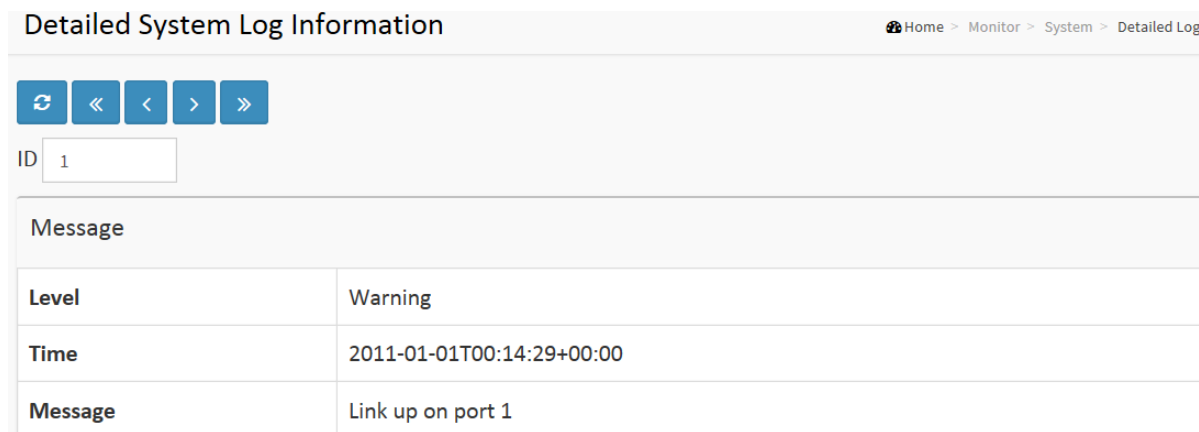 Detailed System Log Information
Home > Monitor > System > Detailed Log
ID 1
Message
Level Warning
Time 2011-01-01T00:14:29+00:00
Message Link up on port 1